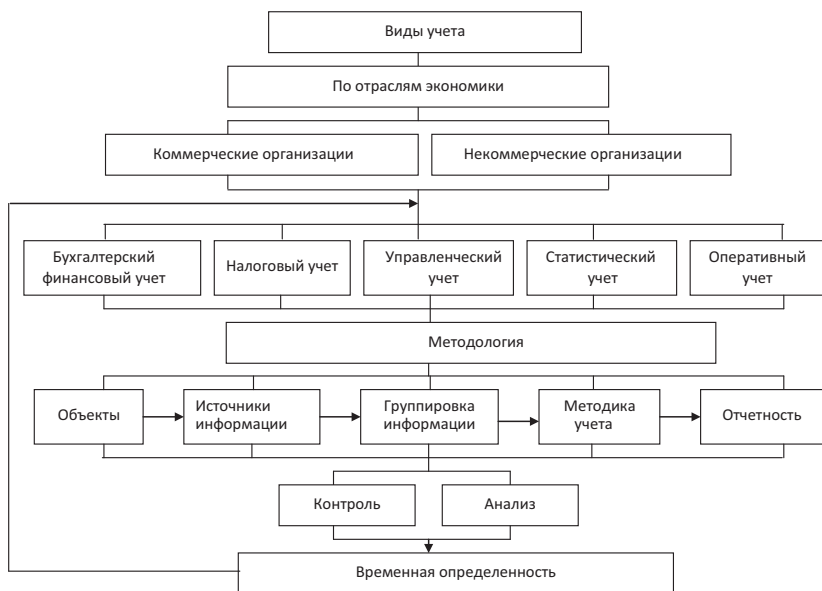 Виды учета
По отраслям экономики
Коммерческие организации
Некоммерческие организации
Бухгалтерский
финансовый учет
Налоговый учет
Управленческий
учет
Статистический
учет
Оперативный
учет
Методология
Объекты
Источники
информации
Группировка
информации
Методика
учета
Отчетность
Контроль
Анализ
Временная определенность